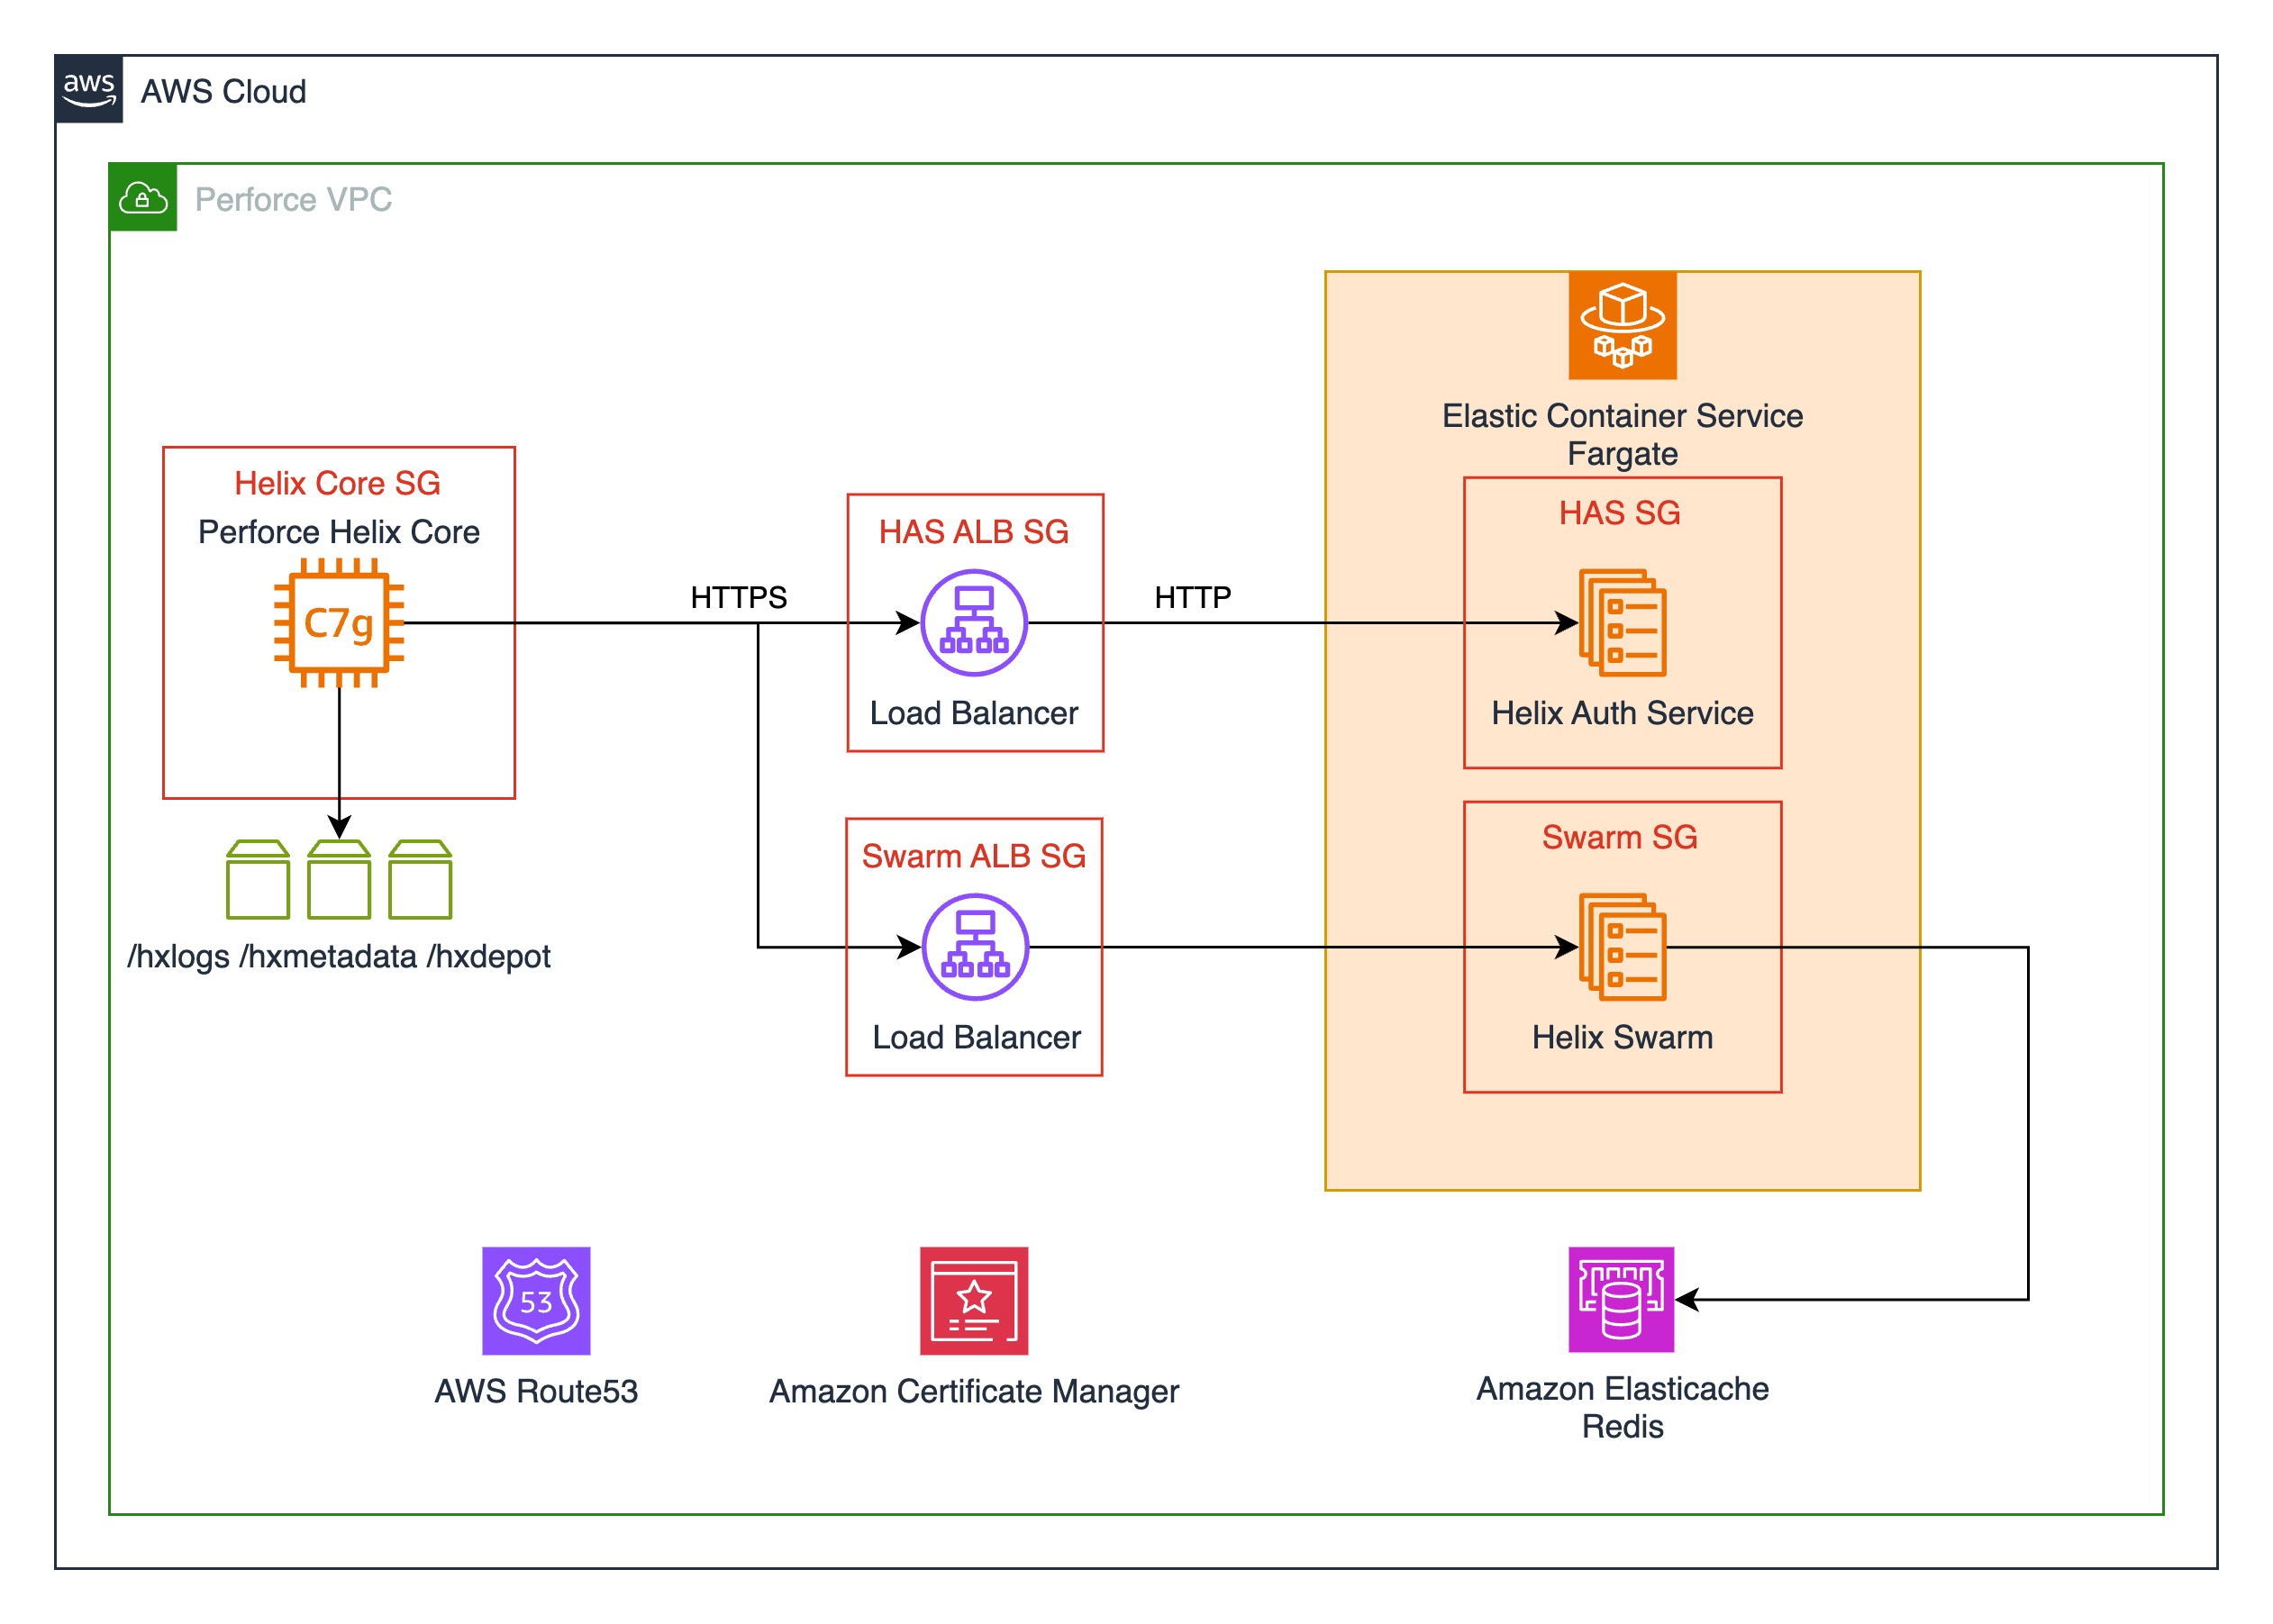 aws
AWS Cloud
Perforce VPC
Elastic Container Service
Fargate
Helix Core SG
Perforce Helix Core
C7g
HTTPS
HAS ALB SG
Load Balancer
HTTP
HAS SG
Helix Auth Service
/hxlogs /hxmetadata /hxdepot
Swarm ALB SG
Load Balancer
Swarm SG
Helix Swarm
53
AWS Route53
Amazon Certificate Manager
Amazon Elasticache
Redis